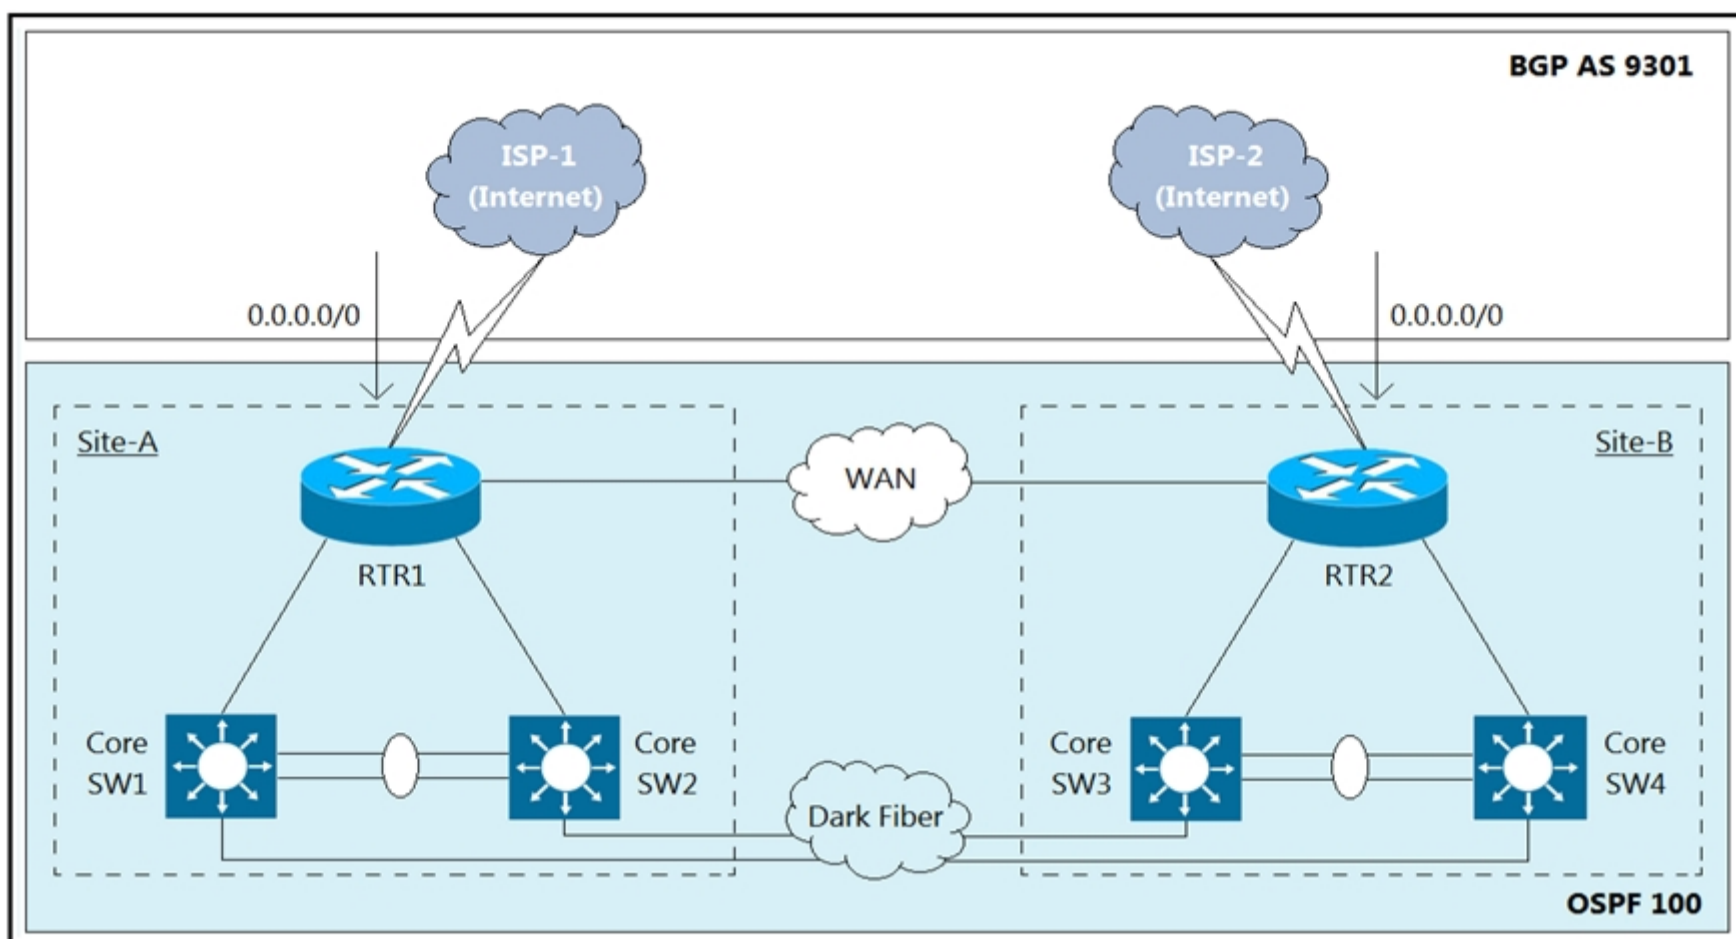 BGP AS 9301
ISP-1
(Internet)
ISP-2
(Internet)
0.0.0.0/0
0.0.0.0/0
Site-A
Site-B
WAN
RTR1
RTR2
Core
SW1
Core
SW2
Core
SW3
Core
SW4
Dark Fiber
OSPF 100